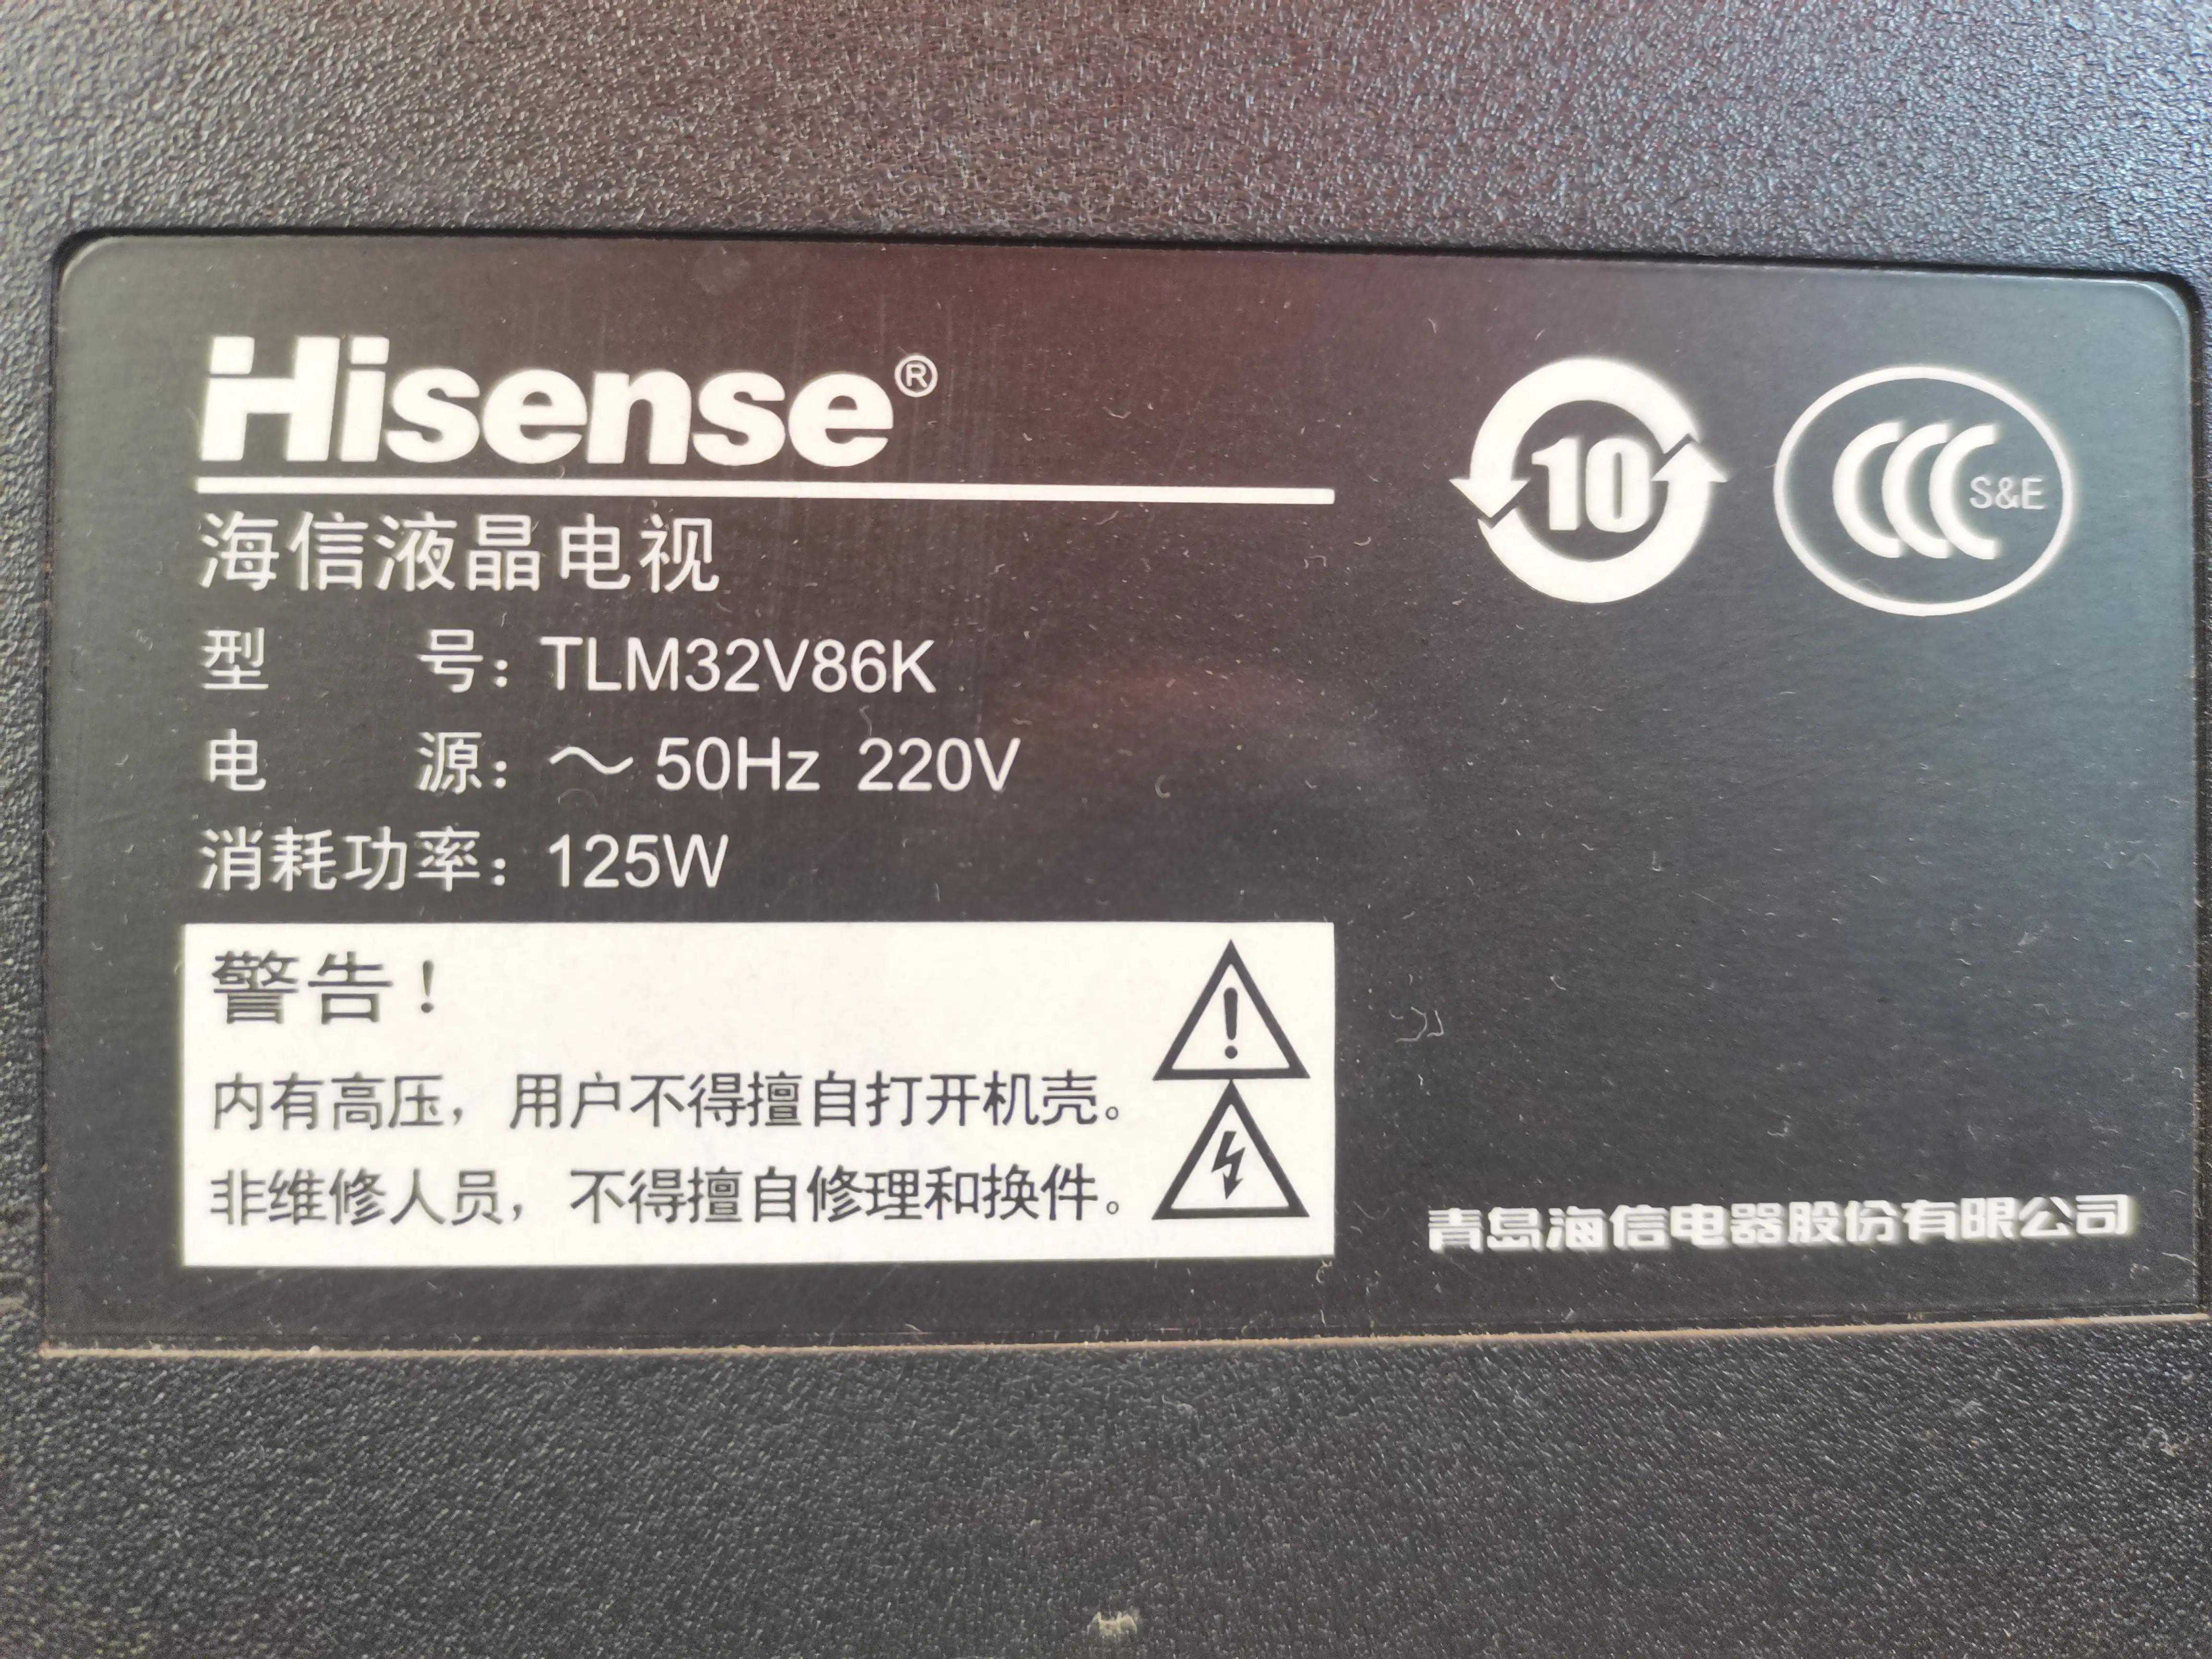 Hisense®
海信液晶电视
型 号：TLM32V86K
电 源：～ 50Hz 220V
消耗功率：125W
10
CCC S&E
警告！
内有高压，用户不得擅自打开机壳。
非维修人员，不得擅自修理和换件。
青岛海信电器股份有限公司